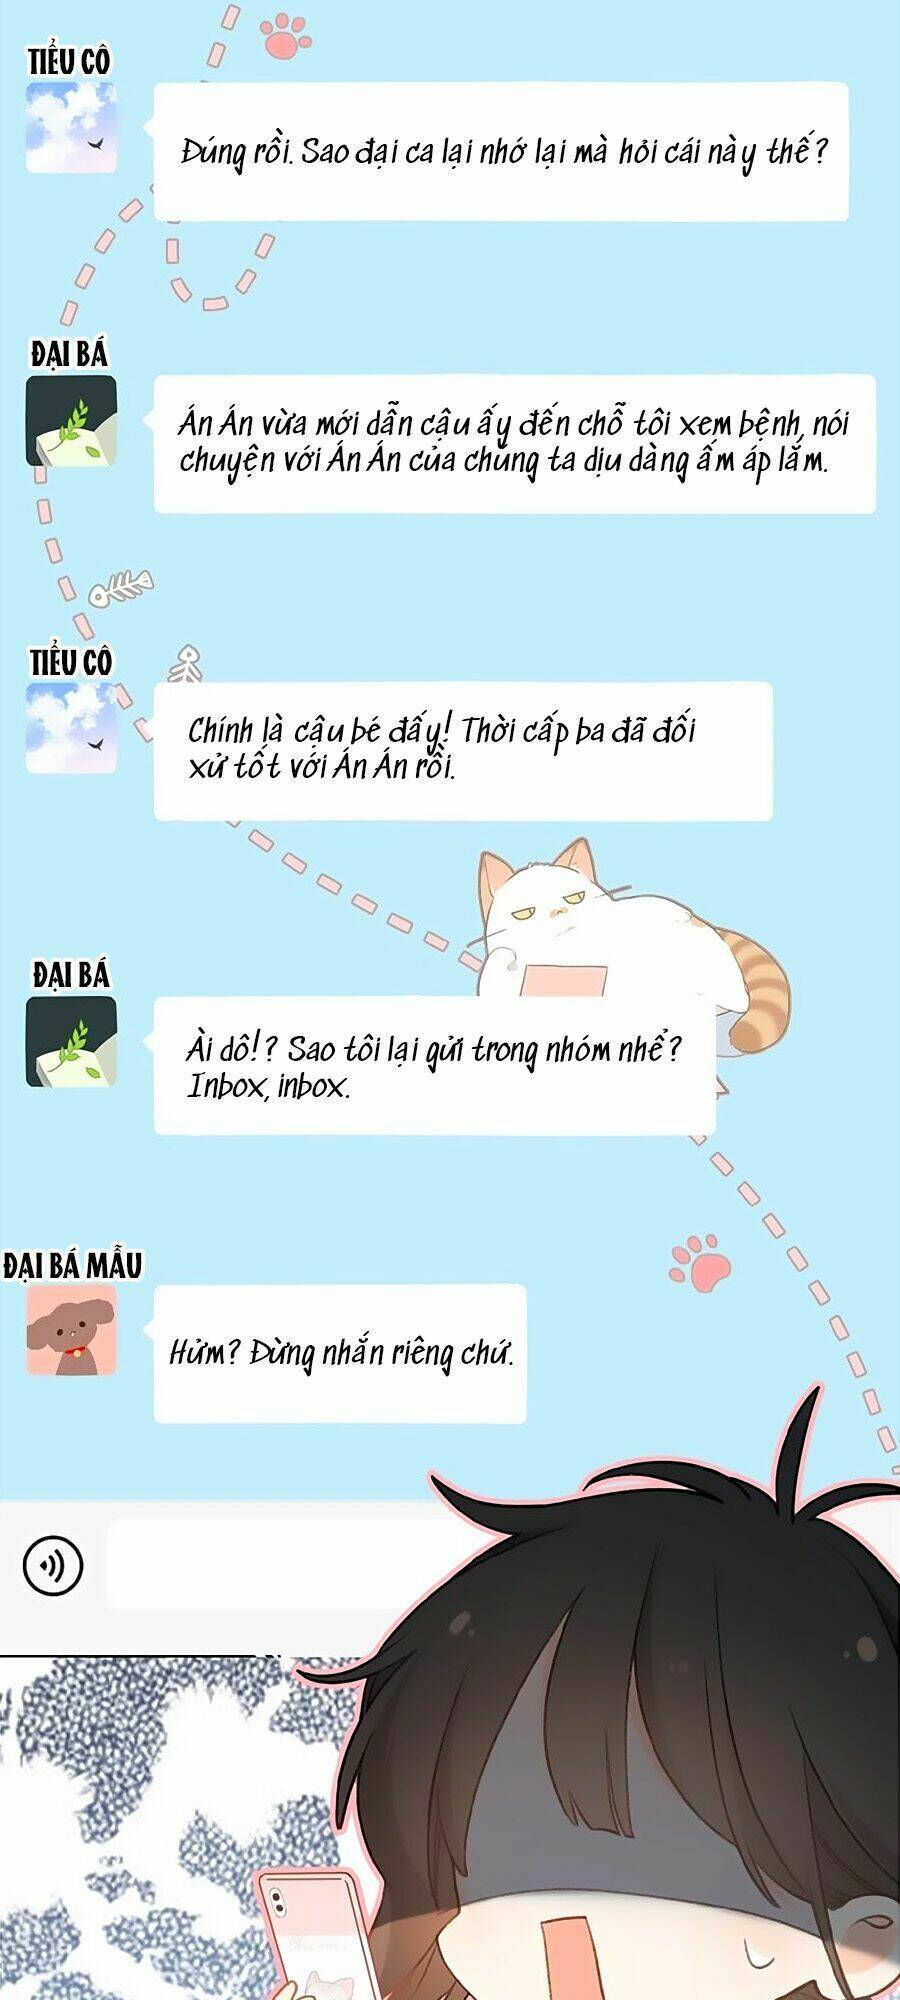 TIỂU CÔ
Đúng rồi. Sao đại ca lại nhớ lại mà hỏi cái này thế?
ĐẠI BÁ
Án Án vừa mới dẫn cậu ấy đến chỗ tôi xem bệnh, nói
chuyện với Án Án của chúng ta dịu dàng ấm áp lắm.
TIỂU CÔ
Chính là cậu bé đấy! Thời cấp ba đã đối
xử tốt với Án Án rồi.
ĐẠI BÁ
Ài dô!? Sao tôi lại gửi trong nhóm nhể?
Inbox, inbox.
ĐẠI BÁ MẪU
Hửm? Đừng nhắn riêng chứ.